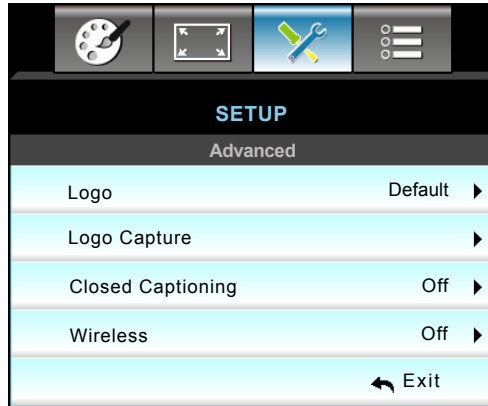 SETUP
Advanced
Logo Default
Logo Capture
Closed Captioning Off
Wireless Off
Exit